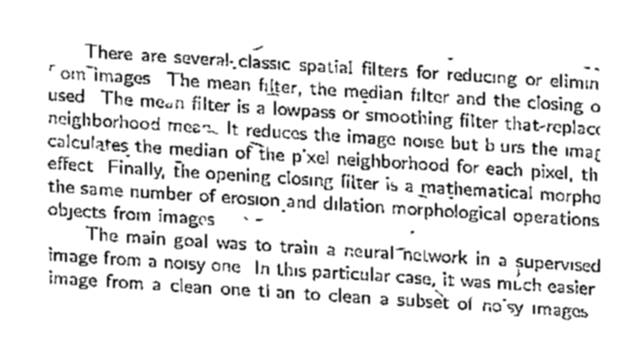 There are several classic spatial filters for reducing or elimin
om images The mean filter, the median filter and the closing o
used The mean filter is a lowpass or smoothing filter that replac
neighborhood mean. It reduces the image noise but b urs the imag
calculates the median of the pixel neighborhood for each pixel, th
effect Finally, the opening closing filter is a mathematical morpho
the same number of erosion and dilation morphological operations
objects from images
The main goal was to train a neural network in a supervised
image from a noisy one In this particular case, it was much easier
image from a clean one than to clean a subset of noisy images